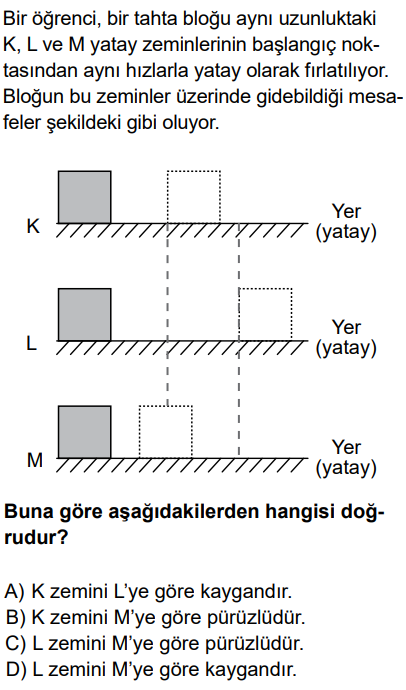 Bir öğrenci, bir tahta bloğu aynı uzunluktaki
K, L ve M yatay zeminlerinin başlangıç nok-
tasından aynı hızlarla yatay olarak fırlatılıyor.
Bloğun bu zeminler üzerinde gidebildiği mesa-
feler şekildeki gibi oluyor.
K
Yer
(yatay)
L
Yer
(yatay)
M
Yer
(yatay)
Buna göre aşağıdakilerden hangisi doğ-
rudur?
A) K zemini L’ye göre kaygandır.
B) K zemini M’ye göre pürüzlüdür.
C) L zemini M’ye göre pürüzlüdür.
D) L zemini M’ye göre kaygandır.